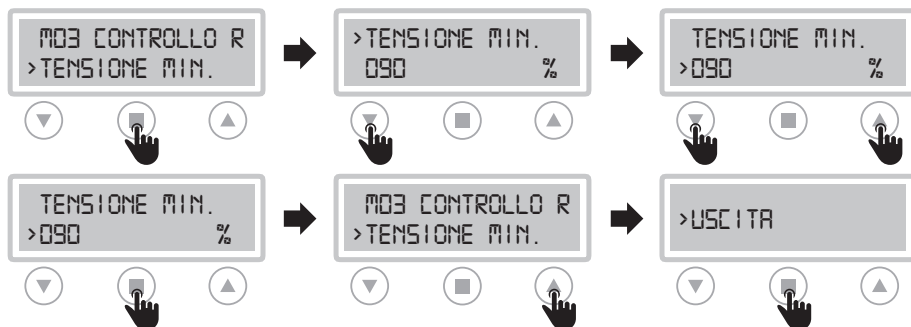 M03 CONTROLLO R
>TENSIONE MIN.
>TENSIONE MIN.
090 %
TENSIONE MIN.
>090 %
TENSIONE MIN.
>090 %
M03 CONTROLLO R
>TENSIONE MIN.
>USCITA